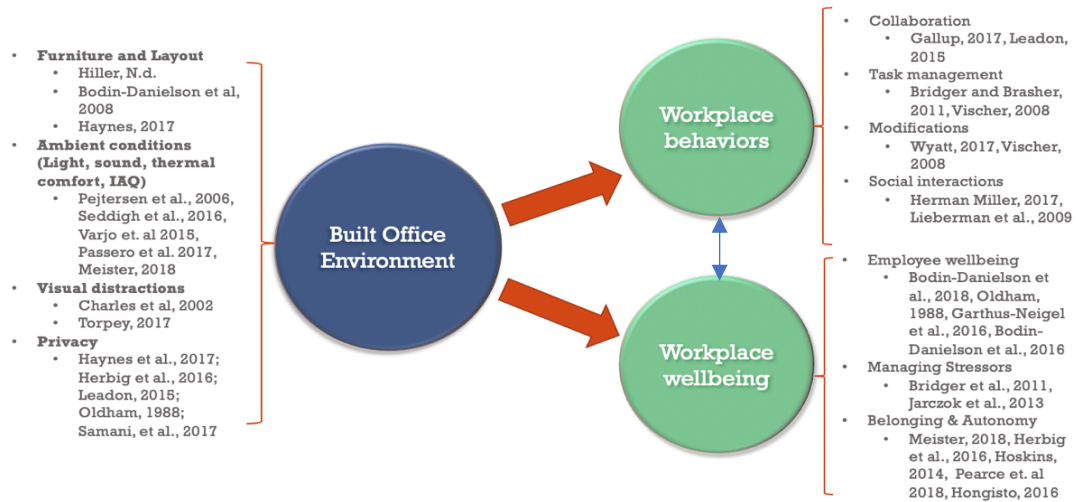 • Furniture and Layout
• Hiller, N.d.
• Bodin-Danielson et al,
2008
• Haynes, 2017
• Ambient conditions
(Light, sound, thermal
comfort, IAQ)
• Pejtersen et al., 2006,
Seddigh et al., 2016,
Varjo et. al 2015,
Passero et al. 2017,
Meister, 2018
• Visual distractions
• Charles et al, 2002
• Torpey, 2017
• Privacy
• Haynes et al., 2017;
Herbig et al., 2016;
Leadon, 2015;
Oldham, 1988;
Samani, et al., 2017
Built Office
Environment
Workplace
behaviors
Workplace
wellbeing
• Collaboration
• Gallup, 2017, Leadon,
2015
• Task management
• Bridger and Brasher,
2011, Vischer, 2008
• Modifications
• Wyatt, 2017, Vischer,
2008
• Social interactions
• Herman Miller, 2017,
Lieberman et al., 2009
• Employee wellbeing
• Bodin-Danielson et
al., 2018, Oldham,
1988, Garthus-Neigel
et al., 2016, Bodin-
Danielson et al., 2016
• Managing Stressors
• Bridger et al., 2011,
Jarczok et al., 2013
• Belonging & Autonomy
• Meister, 2018, Herbig
et al., 2016, Hoskins,
2014, Pearce et. al
2018, Hongisto, 2016